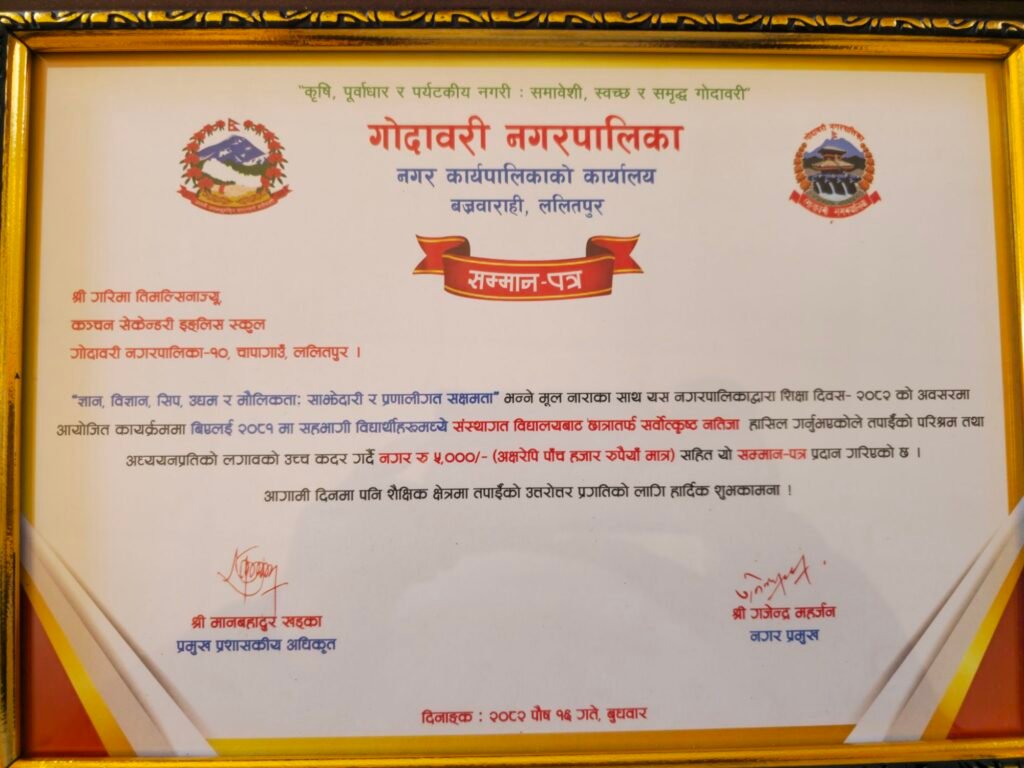 "कृषि, पूर्वाधार र पर्यटकीय नगरी : समावेशी, स्वच्छ र समृद्ध गोदावरी"
गोदावरी नगरपालिका
नगर कार्यपालिकाको कार्यालय
बज्रवाराही, ललितपुर
सम्मान-पत्र
श्री गरिमा तिमल्सिनाज्यू,
कञ्चन सेकेन्डरी इङ्लिस स्कुल
गोदावरी नगरपालिका-१०, चापागाउँ, ललितपुर ।
"ज्ञान, विज्ञान, सिप, उद्यम र मौलिकताः साझेदारी र प्रणालीगत सक्षमता" भन्ने मूल नाराका साथ यस नगरपालिकाद्वारा शिक्षा दिवस- २०८२ को अवसरमा
आयोजित कार्यक्रममा बिएलई २०८१ मा सहभागी विद्यार्थीहरूमध्ये संस्थागत विद्यालयबाट छात्रातर्फ सर्वोत्कृष्ट नतिजा हासिल गर्नुभएकोले तपाईंको परिश्रम तथा
अध्ययनप्रतिको लगावको उच्च कदर गर्दै नगद रु ५,०००/- (अक्षरेपि पाँच हजार रुपैयाँ मात्र) सहित यो सम्मान-पत्र प्रदान गरिएको छ ।
आगामी दिनमा पनि शैक्षिक क्षेत्रमा तपाईंको उत्तरोत्तर प्रगतिको लागि हार्दिक शुभकामना !
श्री मानबहादुर खड्का
प्रमुख प्रशासकीय अधिकृत
श्री गजेन्द्र महर्जन
नगर प्रमुख
दिनाङ्क : २०८२ पौष १६ गते, बुधवार